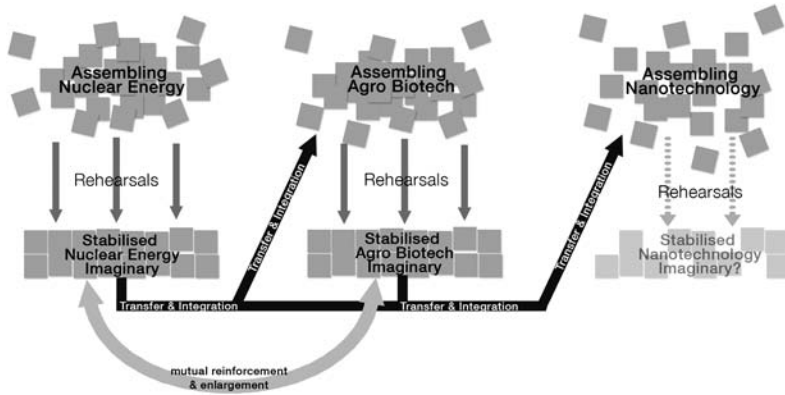 Assembling
Nuclear Energy
Assembling
Agro Biotech
Assembling
Nanotechnology
Rehearsals
Rehearsals
Rehearsals
Transfer & Integration
Transfer & Integration
Stabilised
Nuclear Energy
Imaginary
Stabilised
Agro Biotech
Imaginary
Stabilised
Nanotechnology
Imaginary?
Transfer & Integration
Transfer & Integration
mutual reinforcement
& enlargement